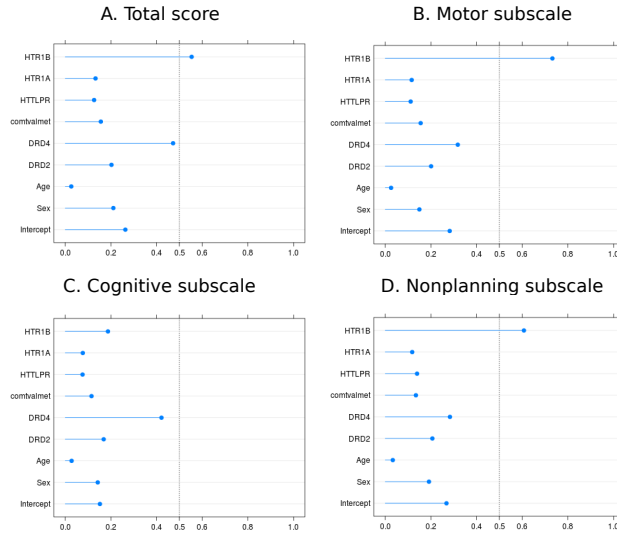 A. Total score
HTR1B
HTR1A
HTTLPR
comtvalmet
DRD4
DRD2
Age
Sex
Intercept
0.0 0.2 0.4 0.5 0.6 0.8 1.0
B. Motor subscale
HTR1B
HTR1A
HTTLPR
comtvalmet
DRD4
DRD2
Age
Sex
Intercept
0.0 0.2 0.4 0.5 0.6 0.8 1.0
C. Cognitive subscale
HTR1B
HTR1A
HTTLPR
comtvalmet
DRD4
DRD2
Age
Sex
Intercept
0.0 0.2 0.4 0.5 0.6 0.8 1.0
D. Nonplanning subscale
HTR1B
HTR1A
HTTLPR
comtvalmet
DRD4
DRD2
Age
Sex
Intercept
0.0 0.2 0.4 0.5 0.6 0.8 1.0